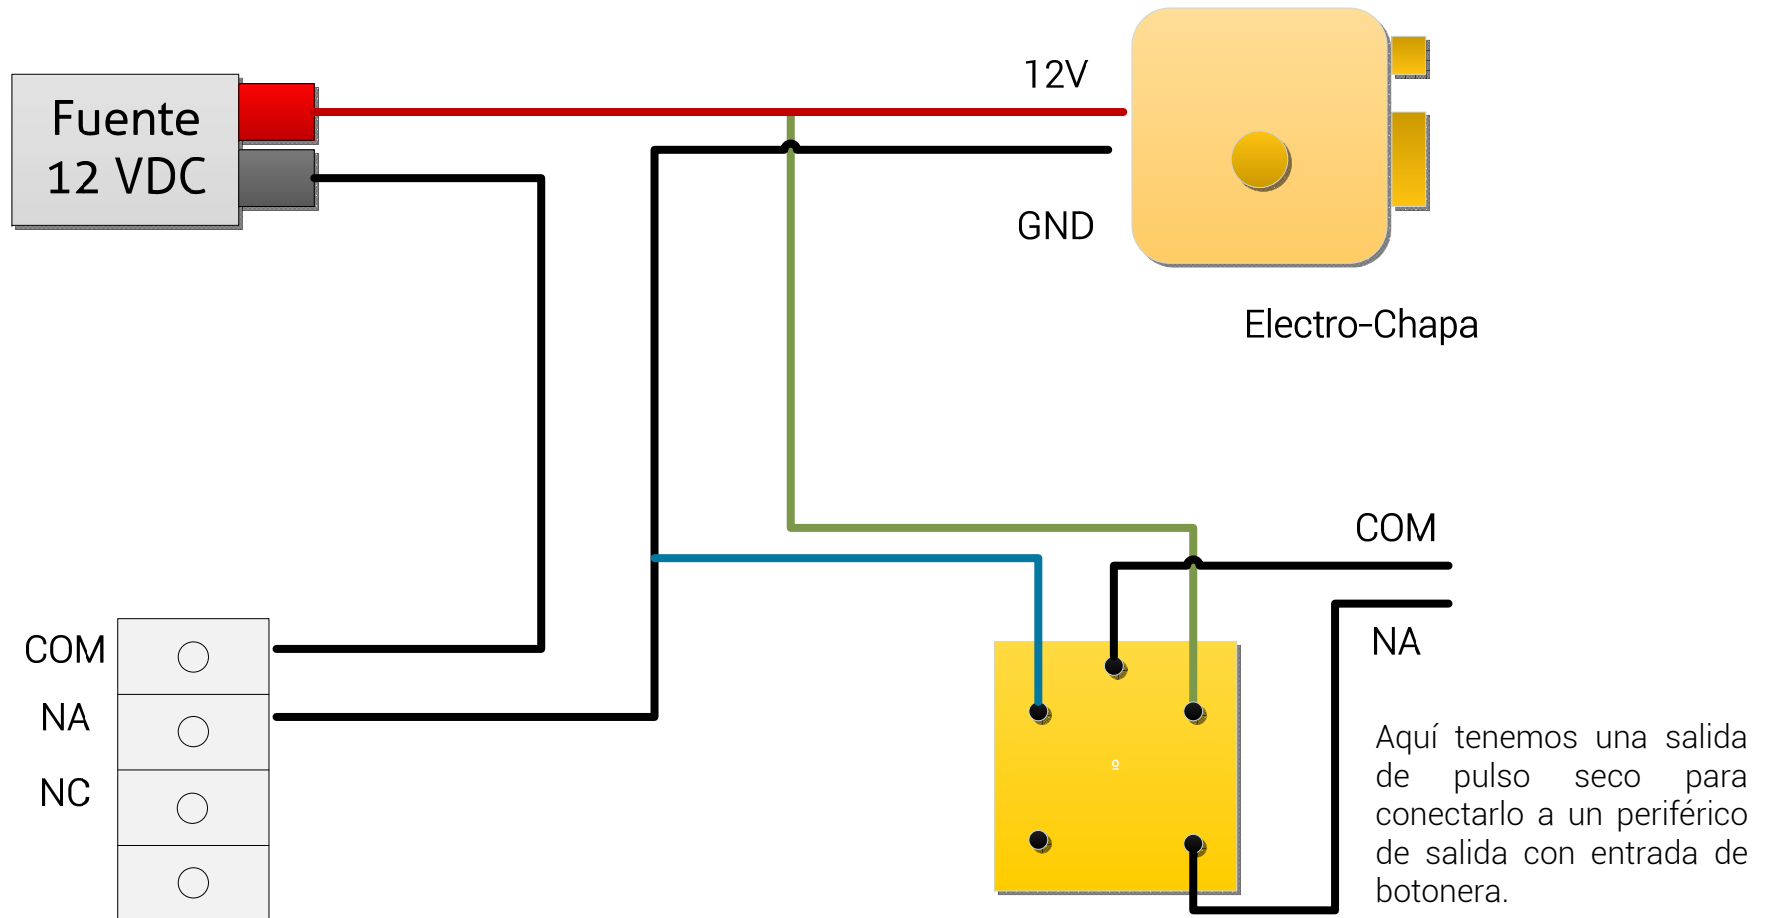 Fuente
12 VDC
12V
GND
Electro-Chapa
COM
NA
COM
NA
NC
Aquí tenemos una salida
de pulso seco para
conectarlo a un periférico
de salida con entrada de
botonera.
º